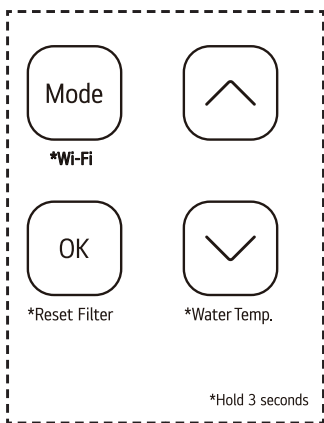 Mode
*Wi-Fi
OK
*Reset Filter
*Water Temp.
*Hold 3 seconds